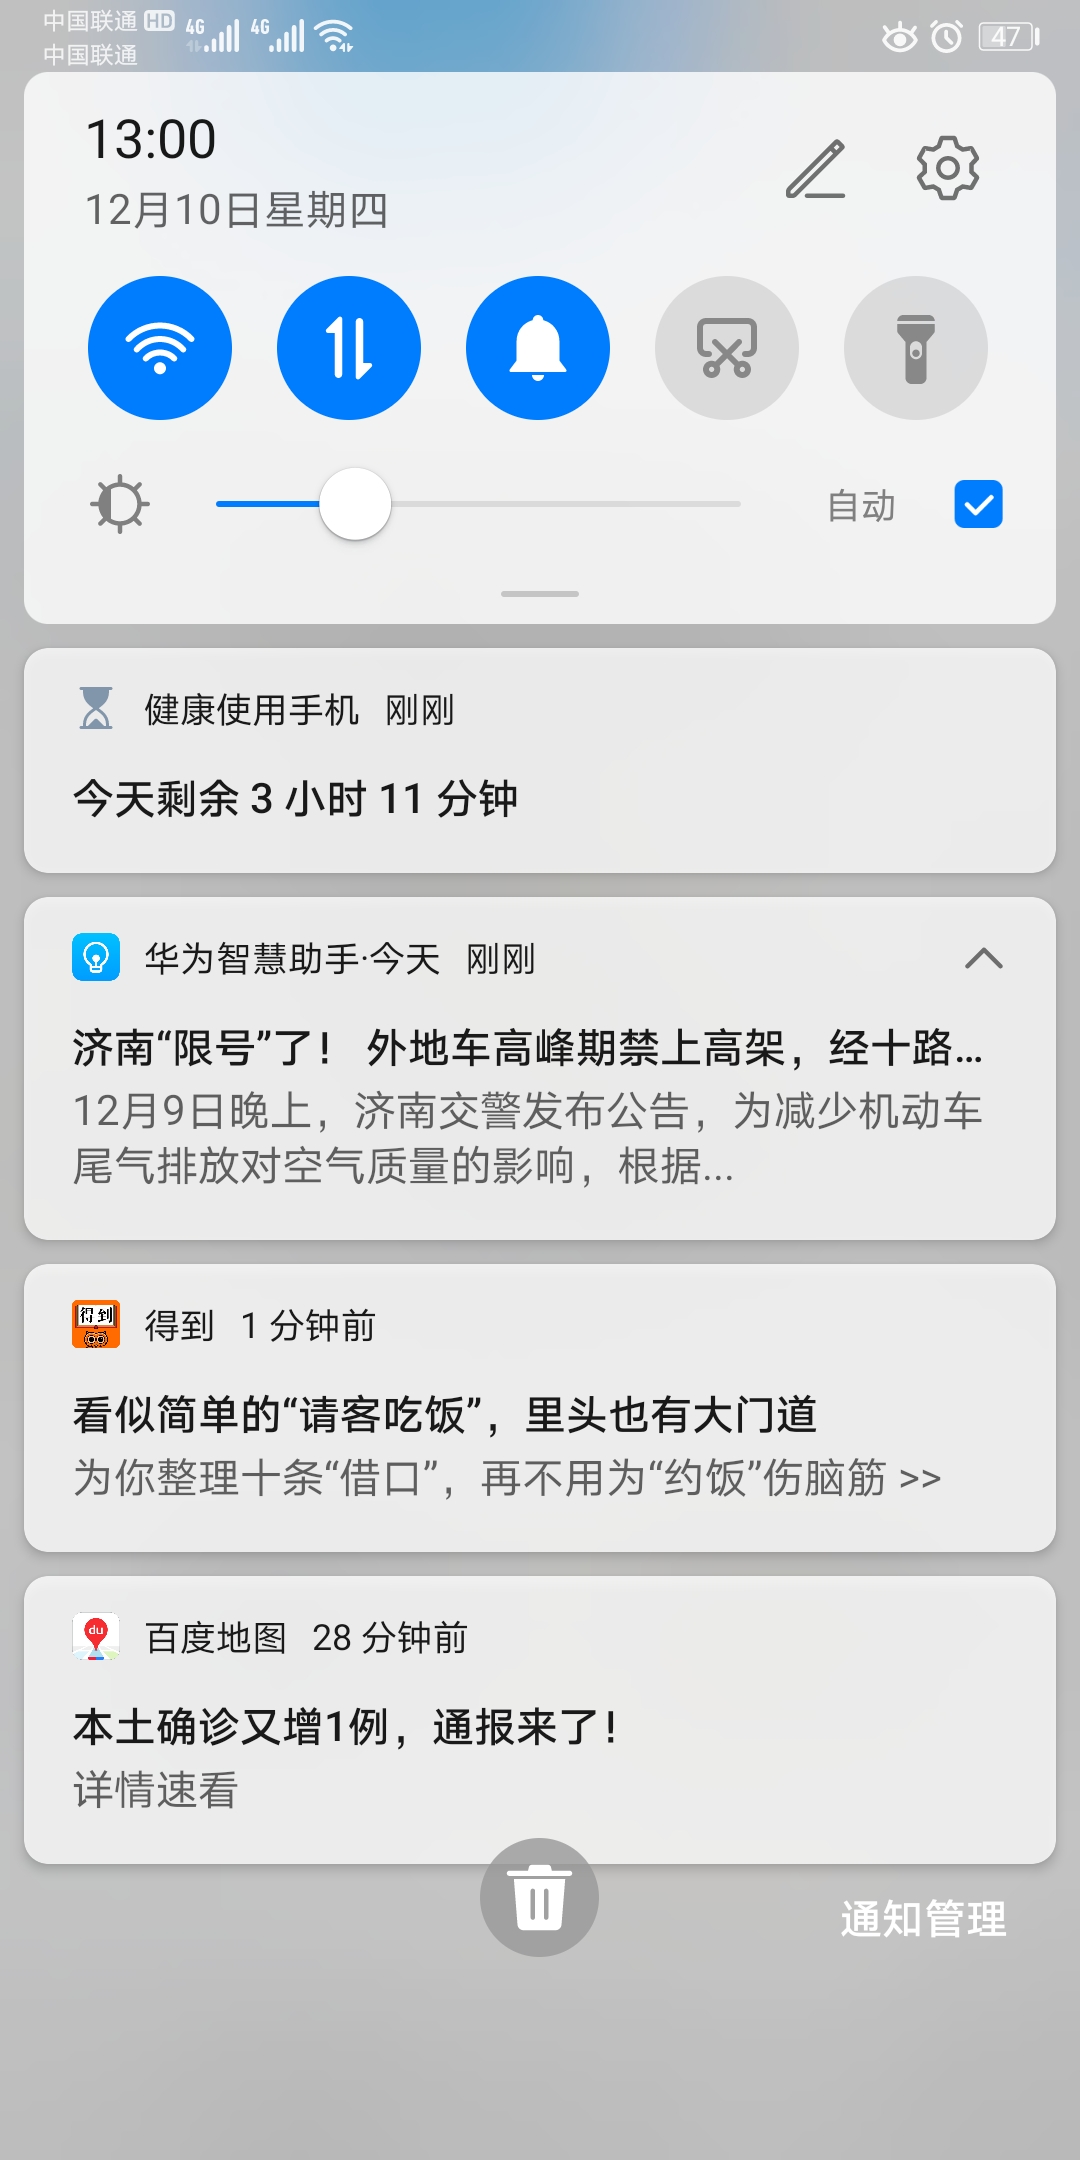 中国联通 HD 4G 4G
中国联通
47
13:00
12月10日星期四
自动
健康使用手机 刚刚
今天剩余 3 小时 11 分钟
华为智慧助手·今天 刚刚
济南“限号”了！ 外地车高峰期禁上高架，经十路...
12月9日晚上，济南交警发布公告，为减少机动车
尾气排放对空气质量的影响，根据...
得到
得到 1 分钟前
看似简单的“请客吃饭”，里头也有大门道
为你整理十条“借口”，再不用为“约饭”伤脑筋 >>
du
百度地图 28 分钟前
本土确诊又增1例，通报来了！
详情速看
通知管理